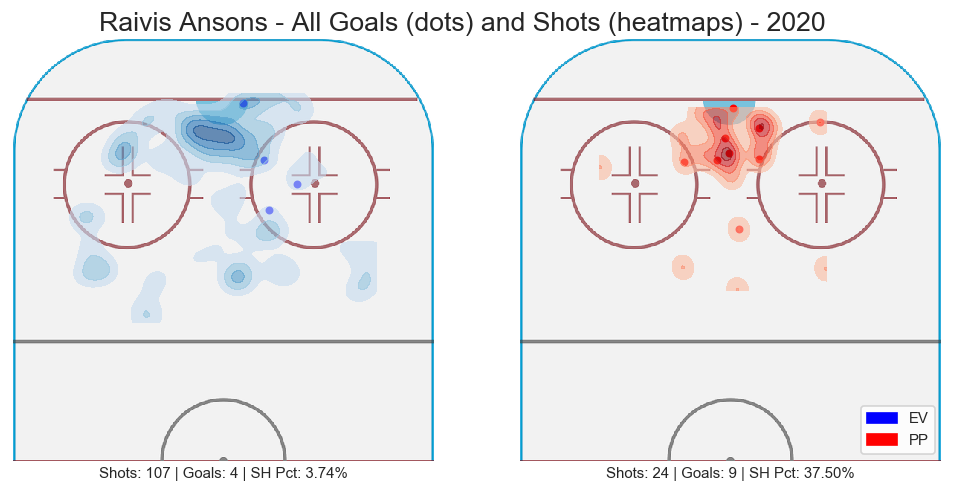 Raivis Ansons - All Goals (dots) and Shots (heatmaps) - 2020
EV
PP
Shots: 107 | Goals: 4 | SH Pct: 3.74%
Shots: 24 | Goals: 9 | SH Pct: 37.50%